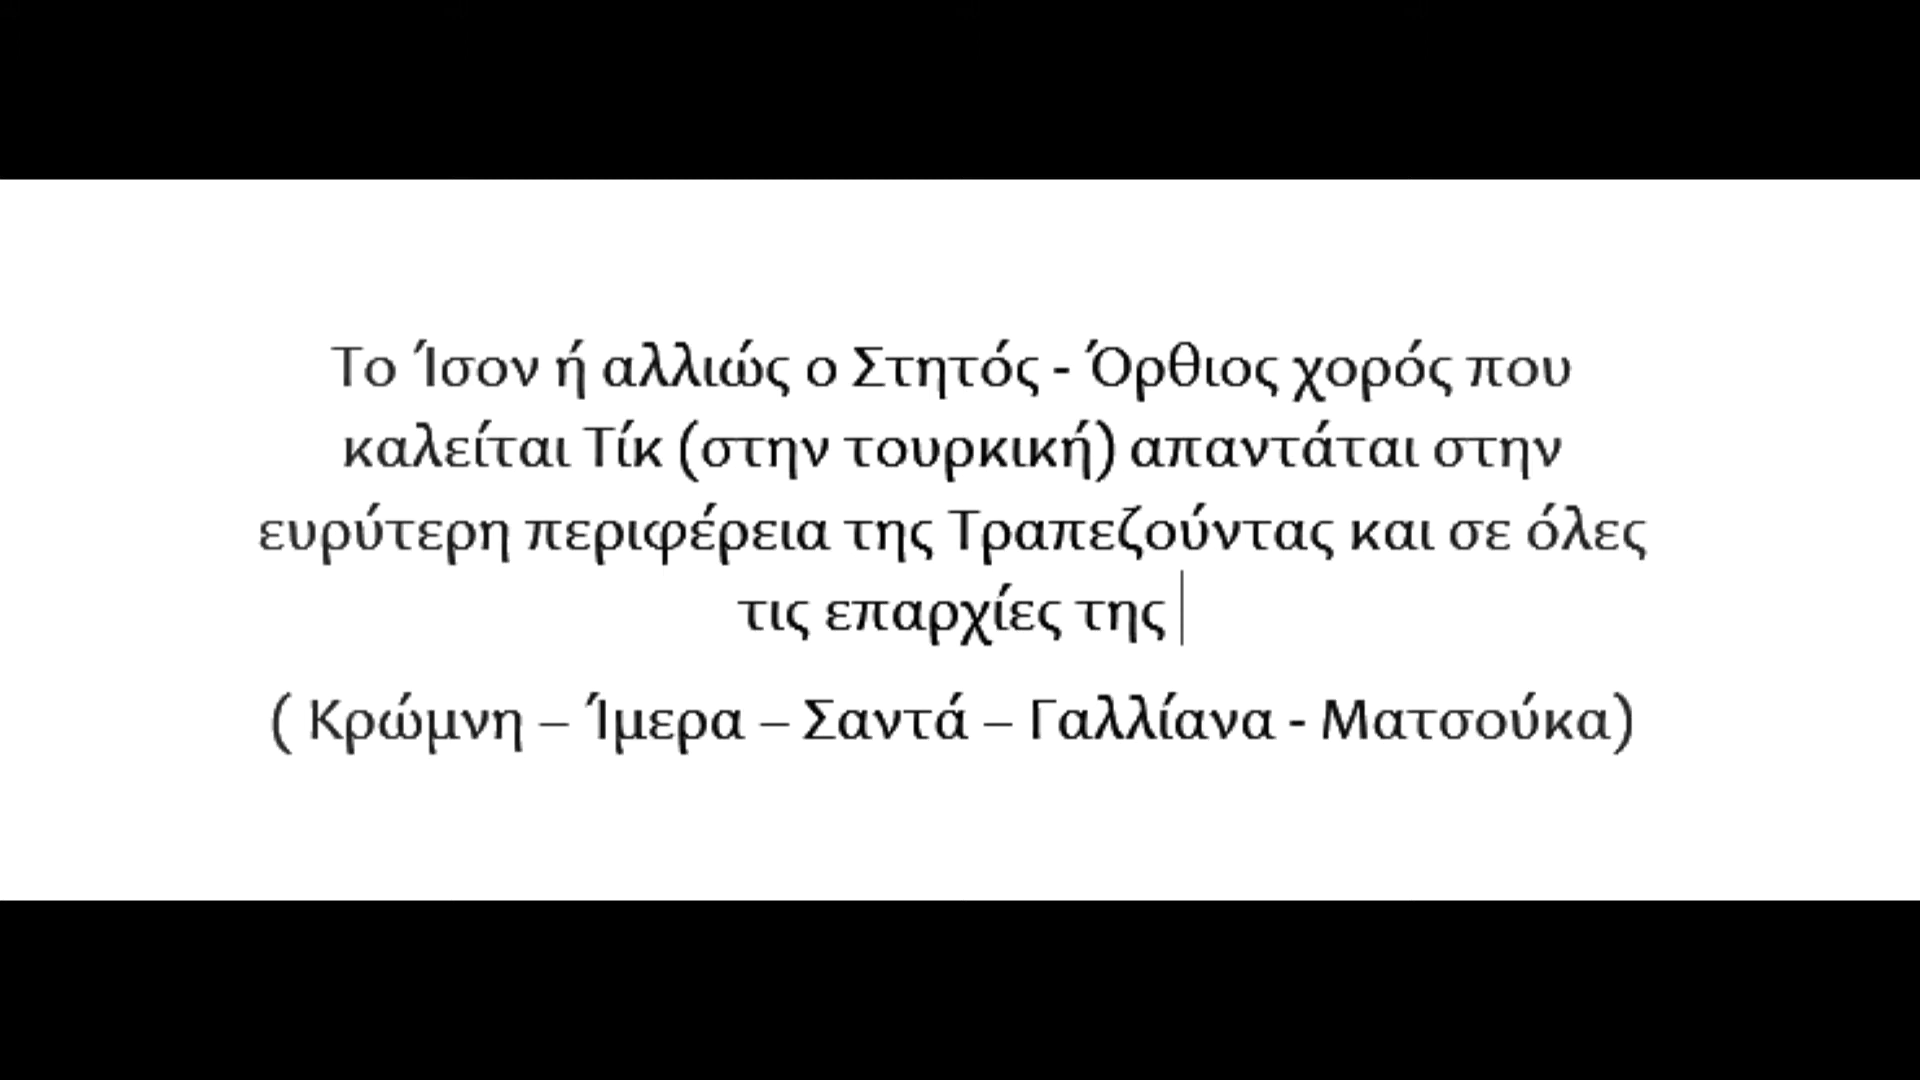 Το Ίσον ή αλλιώς ο Στητός - Όρθιος χορός που
καλείται Τίκ (στην τουρκική) απαντάται στην
ευρύτερη περιφέρεια της Τραπεζούντας και σε όλες
τις επαρχίες της
( Κρώμνη – Ίμερα – Σαντά – Γαλλίανα - Ματσούκα)